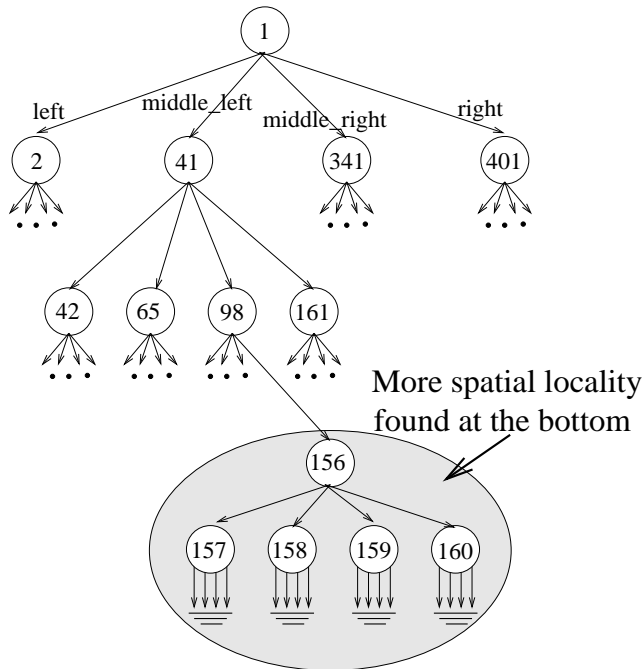 1
left
middle_left
middle_right
right
2
41
341
401
42
65
98
161
More spatial locality
found at the bottom
156
157
158
159
160